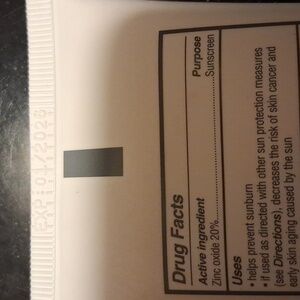 EXP:01/2026
Drug Facts
Active ingredient Purpose
Zinc oxide 20%......Sunscreen
Uses
• helps prevent sunburn
• if used as directed with other sun protection measures
(see Directions), decreases the risk of skin cancer and
early skin aging caused by the sun